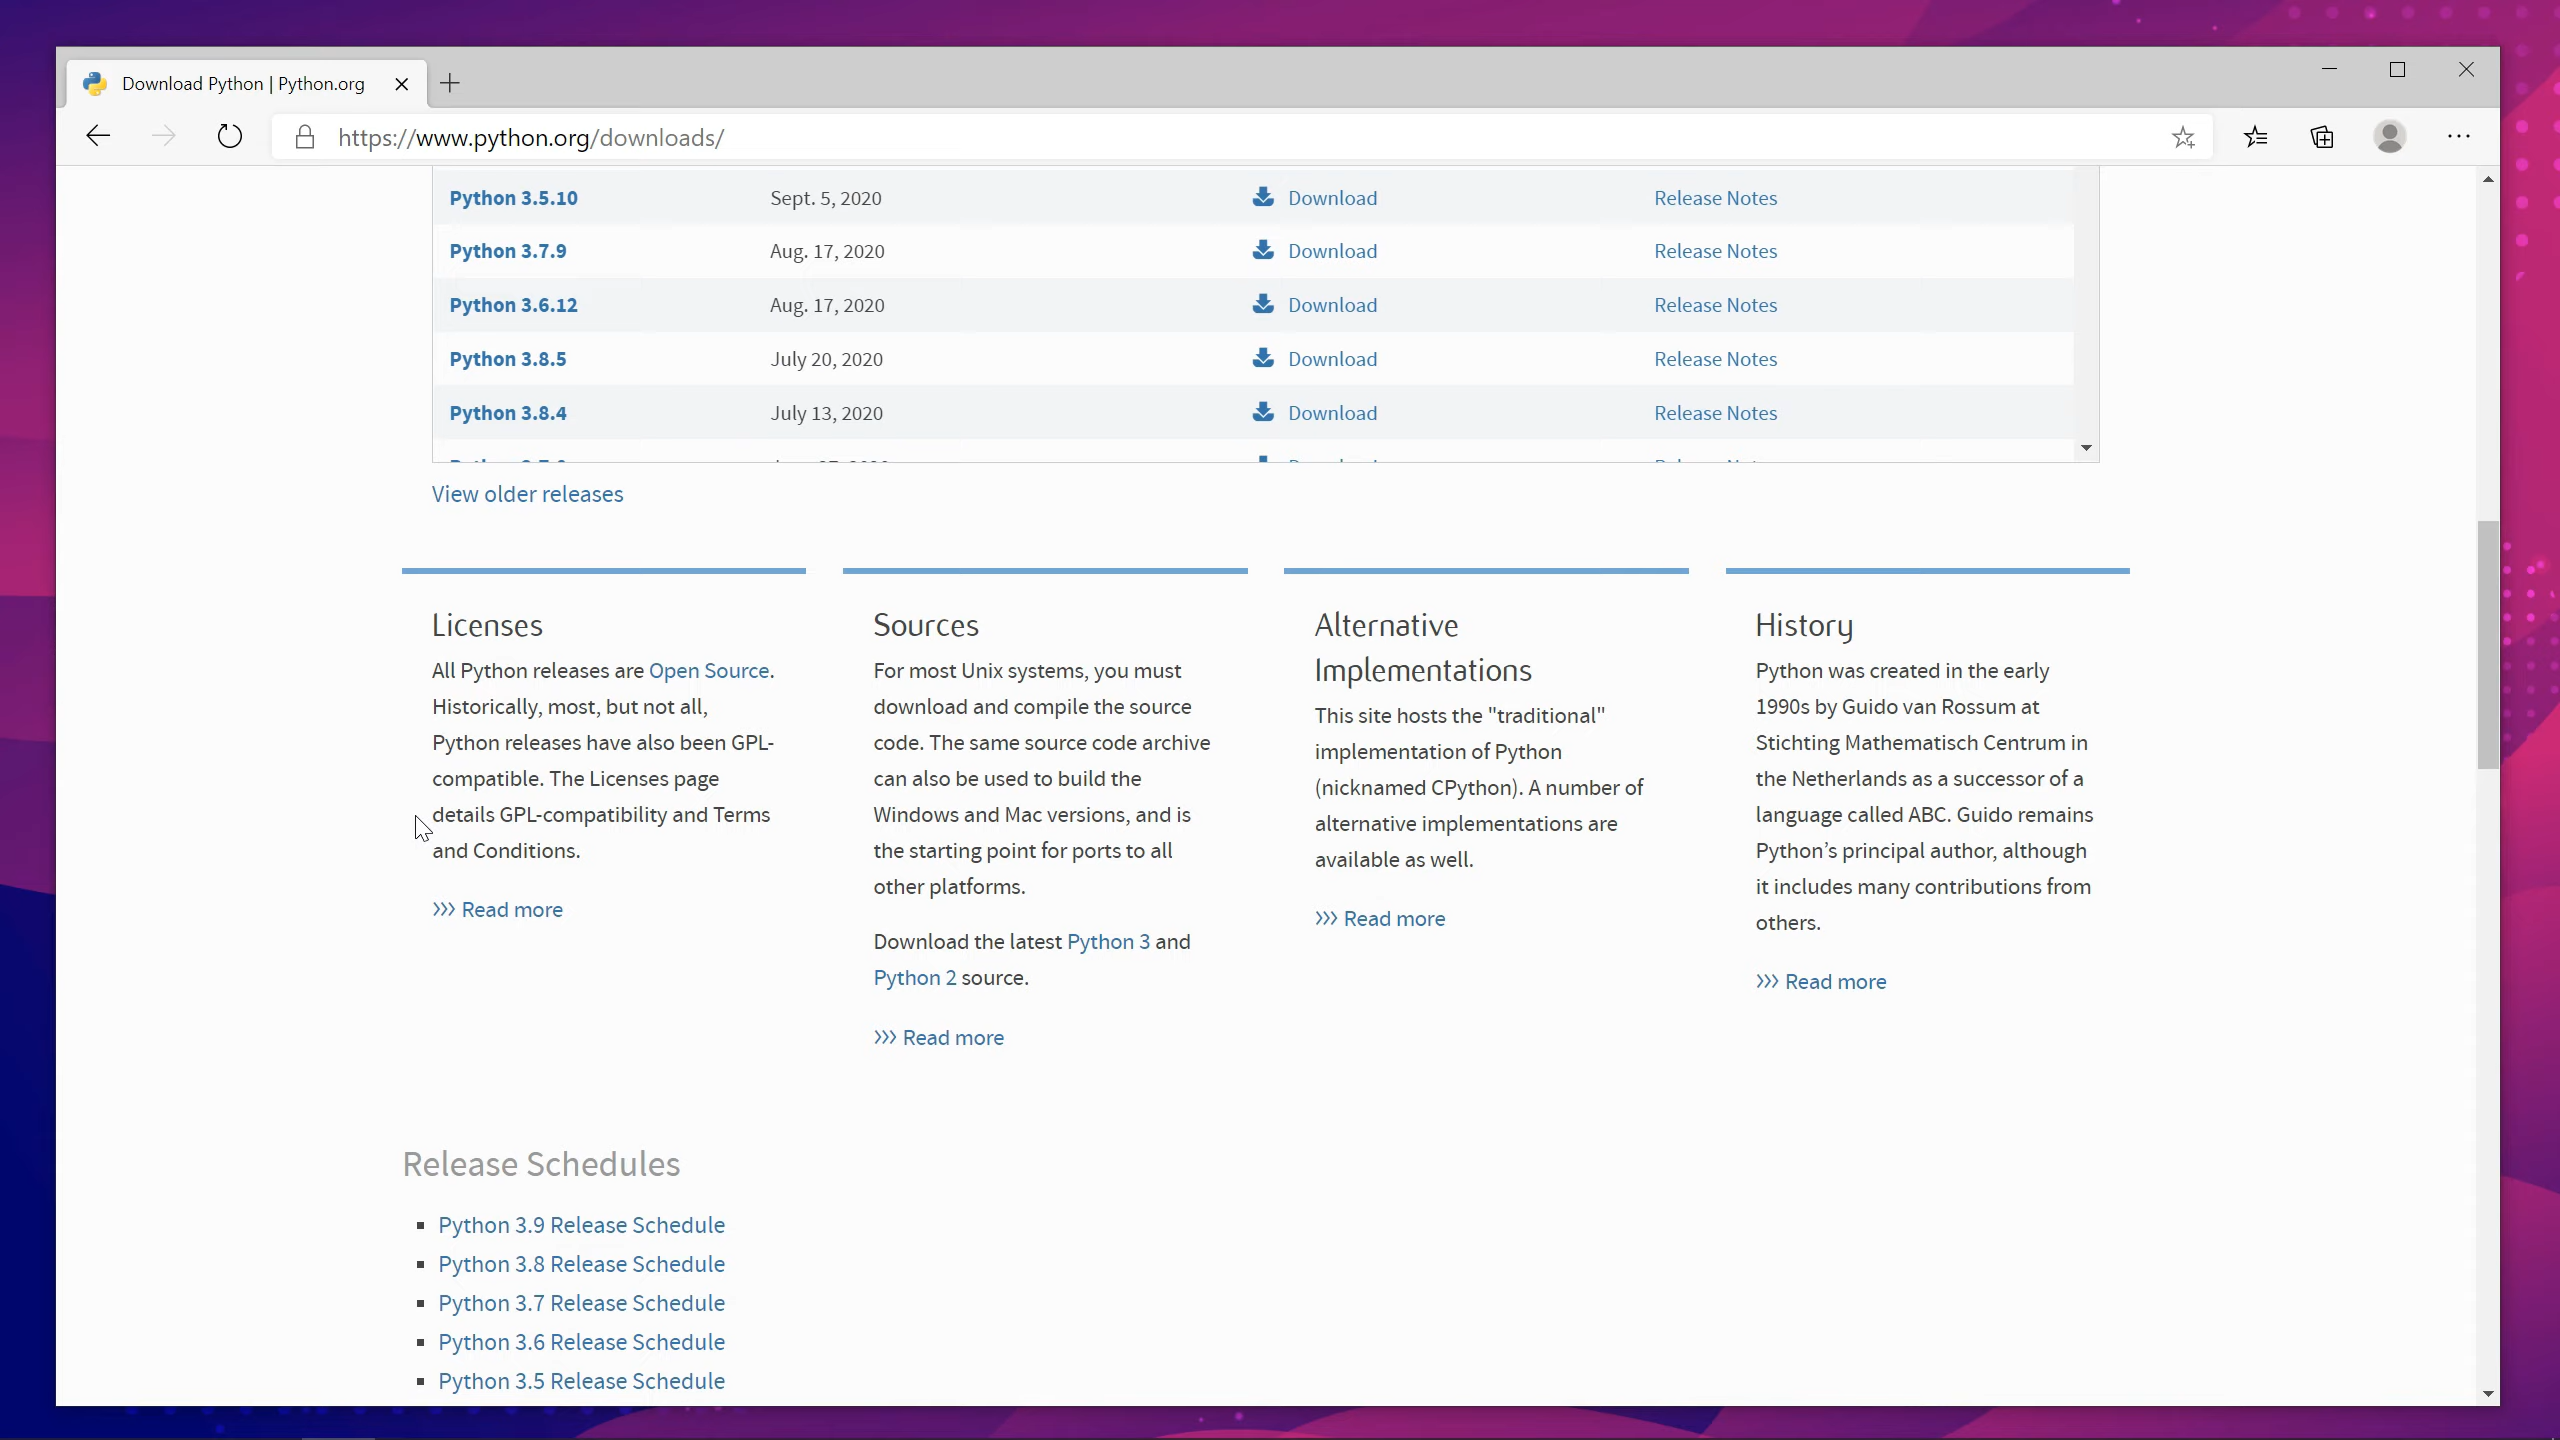 Download Python | Python.org
https://www.python.org/downloads/
Python 3.5.10 Sept. 5, 2020 Download Release Notes
Python 3.7.9 Aug. 17, 2020 Download Release Notes
Python 3.6.12 Aug. 17, 2020 Download Release Notes
Python 3.8.5 July 20, 2020 Download Release Notes
Python 3.8.4 July 13, 2020 Download Release Notes
View older releases
Licenses
All Python releases are Open Source.
Historically, most, but not all,
Python releases have also been GPL-
compatible. The Licenses page
details GPL-compatibility and Terms
and Conditions.
>>> Read more
Sources
For most Unix systems, you must
download and compile the source
code. The same source code archive
can also be used to build the
Windows and Mac versions, and is
the starting point for ports to all
other platforms.
Download the latest Python 3 and
Python 2 source.
>>> Read more
Alternative
Implementations
This site hosts the "traditional"
implementation of Python
(nicknamed CPython). A number of
alternative implementations are
available as well.
>>> Read more
History
Python was created in the early
1990s by Guido van Rossum at
Stichting Mathematisch Centrum in
the Netherlands as a successor of a
language called ABC. Guido remains
Python’s principal author, although
it includes many contributions from
others.
>>> Read more
Release Schedules
Python 3.9 Release Schedule
Python 3.8 Release Schedule
Python 3.7 Release Schedule
Python 3.6 Release Schedule
Python 3.5 Release Schedule